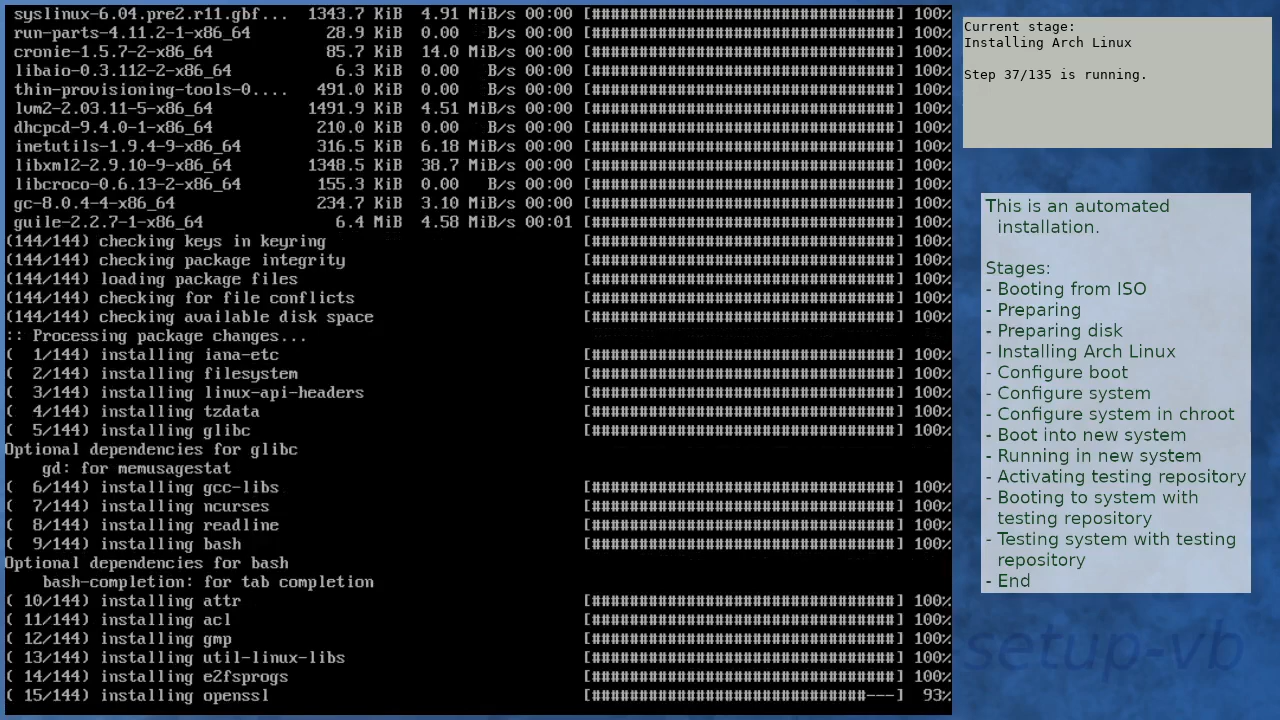 syslinux-6.04.pre2.r11.gbf... 1343.7 KiB 4.91 MiB/s 00:00 [################################] 100%
run-parts-4.11.2-1-x86_64 28.9 KiB 0.00 B/s 00:00 [################################] 100%
cronie-1.5.7-2-x86_64 85.7 KiB 14.0 MiB/s 00:00 [################################] 100%
libaio-0.3.112-2-x86_64 6.3 KiB 0.00 B/s 00:00 [################################] 100%
thin-provisioning-tools-0.... 491.0 KiB 0.00 B/s 00:00 [################################] 100%
lvm2-2.03.11-5-x86_64 1491.9 KiB 4.51 MiB/s 00:00 [################################] 100%
dhcpcd-9.4.0-1-x86_64 210.0 KiB 0.00 B/s 00:00 [################################] 100%
inetutils-1.9.4-9-x86_64 316.5 KiB 6.18 MiB/s 00:00 [################################] 100%
libxml2-2.9.10-9-x86_64 1348.5 KiB 38.7 MiB/s 00:00 [################################] 100%
libcroco-0.6.13-2-x86_64 155.3 KiB 0.00 B/s 00:00 [################################] 100%
gc-8.0.4-4-x86_64 234.7 KiB 3.10 MiB/s 00:00 [################################] 100%
guile-2.2.7-1-x86_64 6.4 MiB 4.58 MiB/s 00:01 [################################] 100%
(144/144) checking keys in keyring [################################] 100%
(144/144) checking package integrity [################################] 100%
(144/144) loading package files [################################] 100%
(144/144) checking for file conflicts [################################] 100%
(144/144) checking available disk space [################################] 100%
:: Processing package changes...
( 1/144) installing iana-etc [################################] 100%
( 2/144) installing filesystem [################################] 100%
( 3/144) installing linux-api-headers [################################] 100%
( 4/144) installing tzdata [################################] 100%
( 5/144) installing glibc [################################] 100%
Optional dependencies for glibc
gd: for memusagestat
( 6/144) installing gcc-libs [################################] 100%
( 7/144) installing ncurses [################################] 100%
( 8/144) installing readline [################################] 100%
( 9/144) installing bash [################################] 100%
Optional dependencies for bash
bash-completion: for tab completion
( 10/144) installing attr [################################] 100%
( 11/144) installing acl [################################] 100%
( 12/144) installing gmp [################################] 100%
( 13/144) installing util-linux-libs [################################] 100%
( 14/144) installing e2fsprogs [################################] 100%
( 15/144) installing openssl [#############################---] 93%
Current stage:
Installing Arch Linux
Step 37/135 is running.
This is an automated
installation.
Stages:
- Booting from ISO
- Preparing
- Preparing disk
- Installing Arch Linux
- Configure boot
- Configure system
- Configure system in chroot
- Boot into new system
- Running in new system
- Activating testing repository
- Booting to system with
testing repository
- Testing system with testing
repository
- End
setup-vb